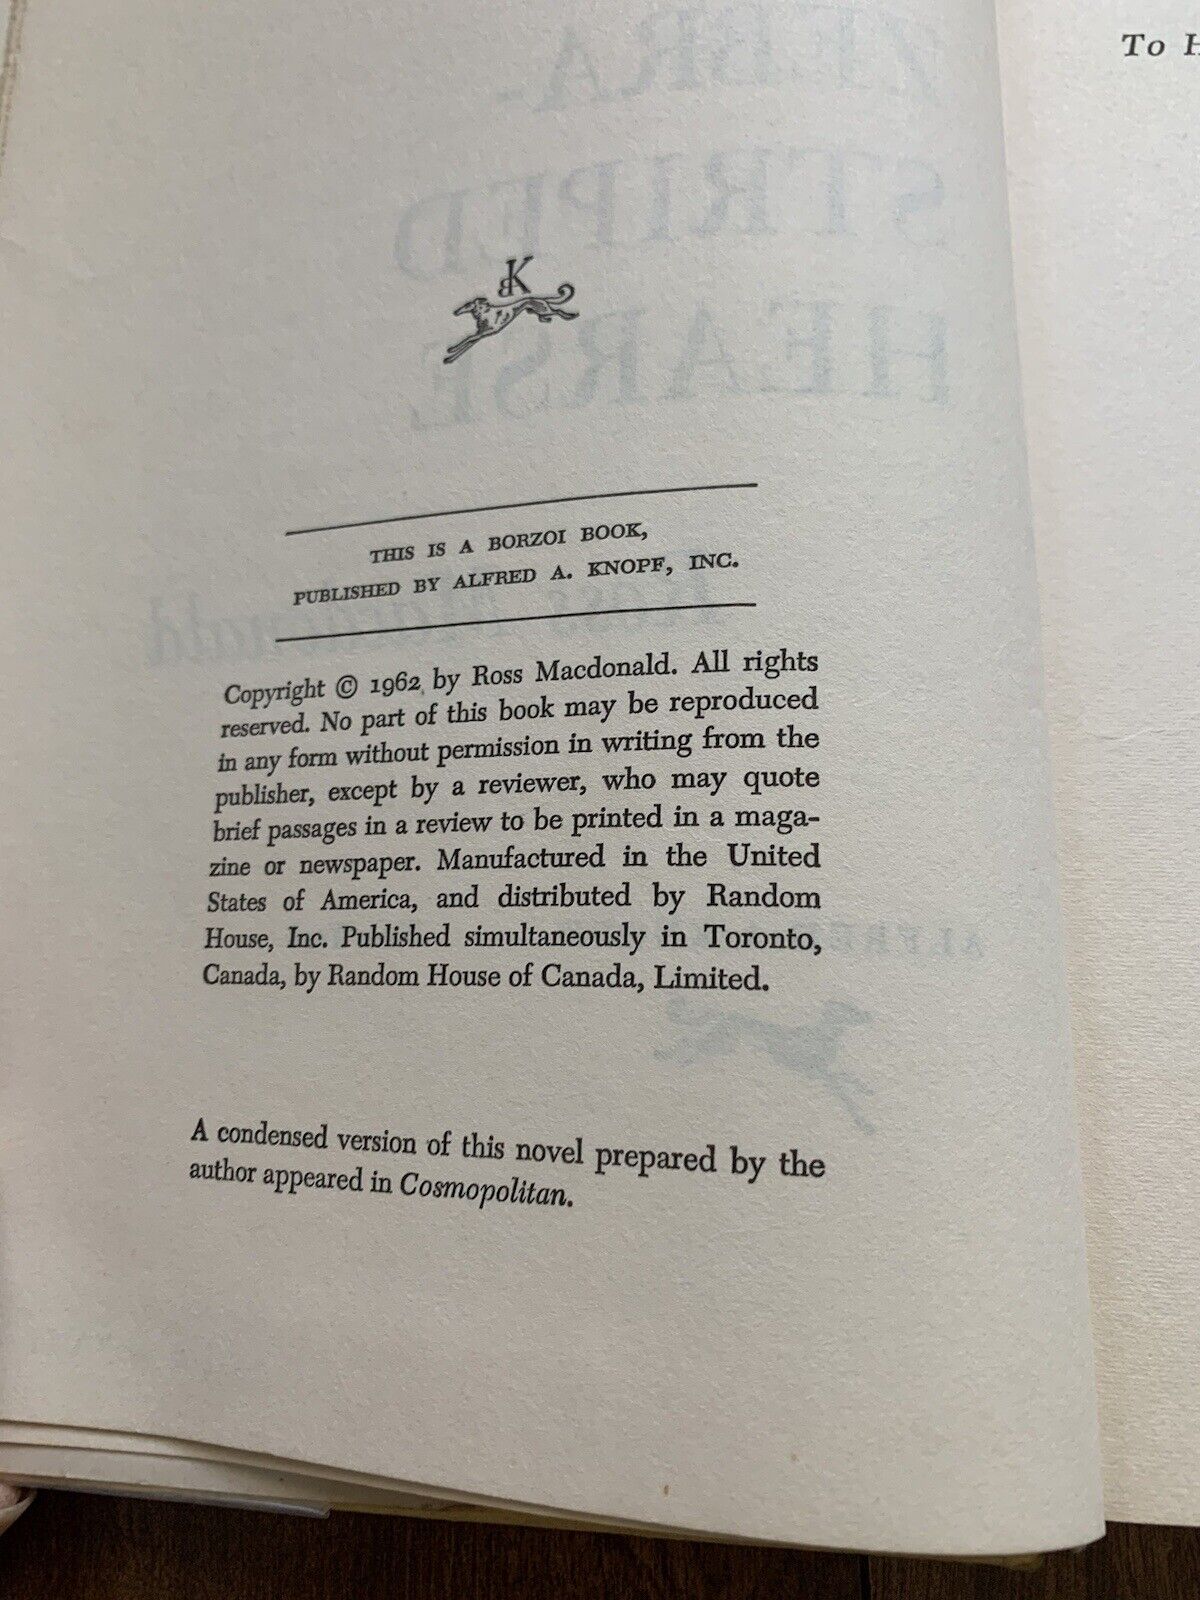 BK
THIS IS A BORZOI BOOK,
PUBLISHED BY ALFRED A. KNOPF, INC.
Copyright © 1962, by Ross Macdonald. All rights
reserved. No part of this book may be reproduced
in any form without permission in writing from the
publisher, except by a reviewer, who may quote
brief passages in a review to be printed in a maga-
zine or newspaper. Manufactured in the United
States of America, and distributed by Random
House, Inc. Published simultaneously in Toronto,
Canada, by Random House of Canada, Limited.
A condensed version of this novel prepared by the
author appeared in Cosmopolitan.
To H
ZEBRA-
STRIPED
HEARSE